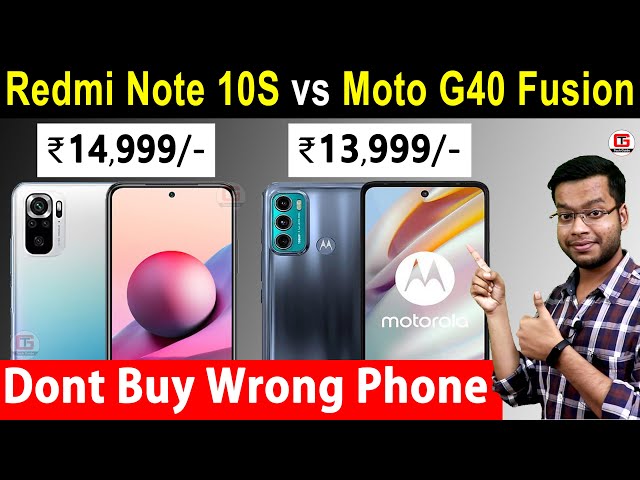 Redmi Note 10S vs Moto G40 Fusion
₹14,999/-
₹13,999/-
motorola
Dont Buy Wrong Phone